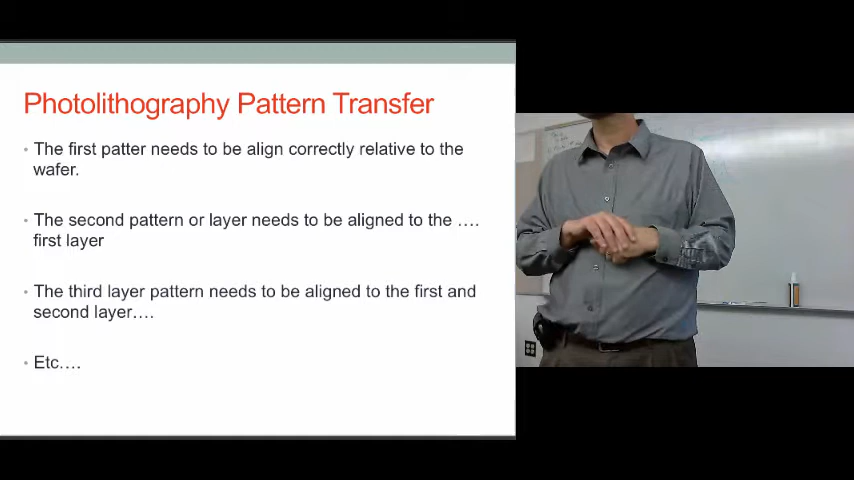 Photolithography Pattern Transfer
• The first patter needs to be align correctly relative to the
wafer.
• The second pattern or layer needs to be aligned to the ….
first layer
• The third layer pattern needs to be aligned to the first and
second layer….
• Etc….